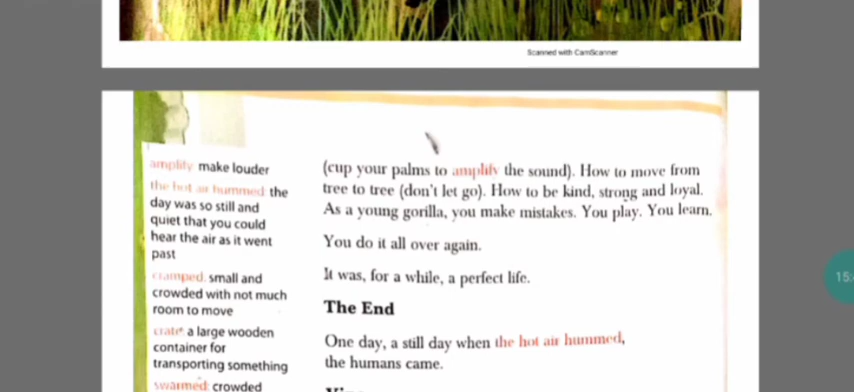 Scanned with CamScanner
amplify: make louder
the hot air hummed: the
day was so still and
quiet that you could
hear the air as it went
past
cramped: small and
crowded with not much
room to move
crate: a large wooden
container for
transporting something
swarmed: crowded
(cup your palms to amplify the sound). How to move from
tree to tree (don't let go). How to be kind, strong and loyal.
As a young gorilla, you make mistakes. You play. You learn.
You do it all over again.
It was, for a while, a perfect life.
The End
One day, a still day when the hot air hummed,
the humans came.
15: